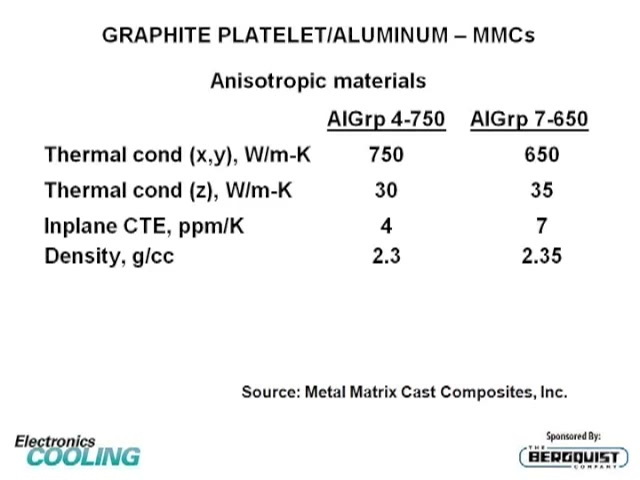 GRAPHITE PLATELET/ALUMINUM – MMCs
Anisotropic materials
AlGrp 4-750 AlGrp 7-650
Thermal cond (x,y), W/m-K 750 650
Thermal cond (z), W/m-K 30 35
Inplane CTE, ppm/K 4 7
Density, g/cc 2.3 2.35
Source: Metal Matrix Cast Composites, Inc.
Electronics
COOLING
Sponsored By:
THE
BERGQUIST
COMPANY